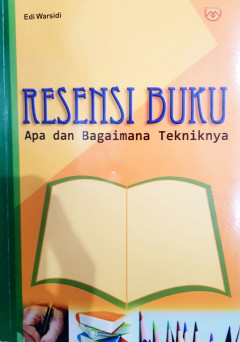 Edi Warsidi
RESENSI BUKU
Apa dan Bagaimana Tekniknya